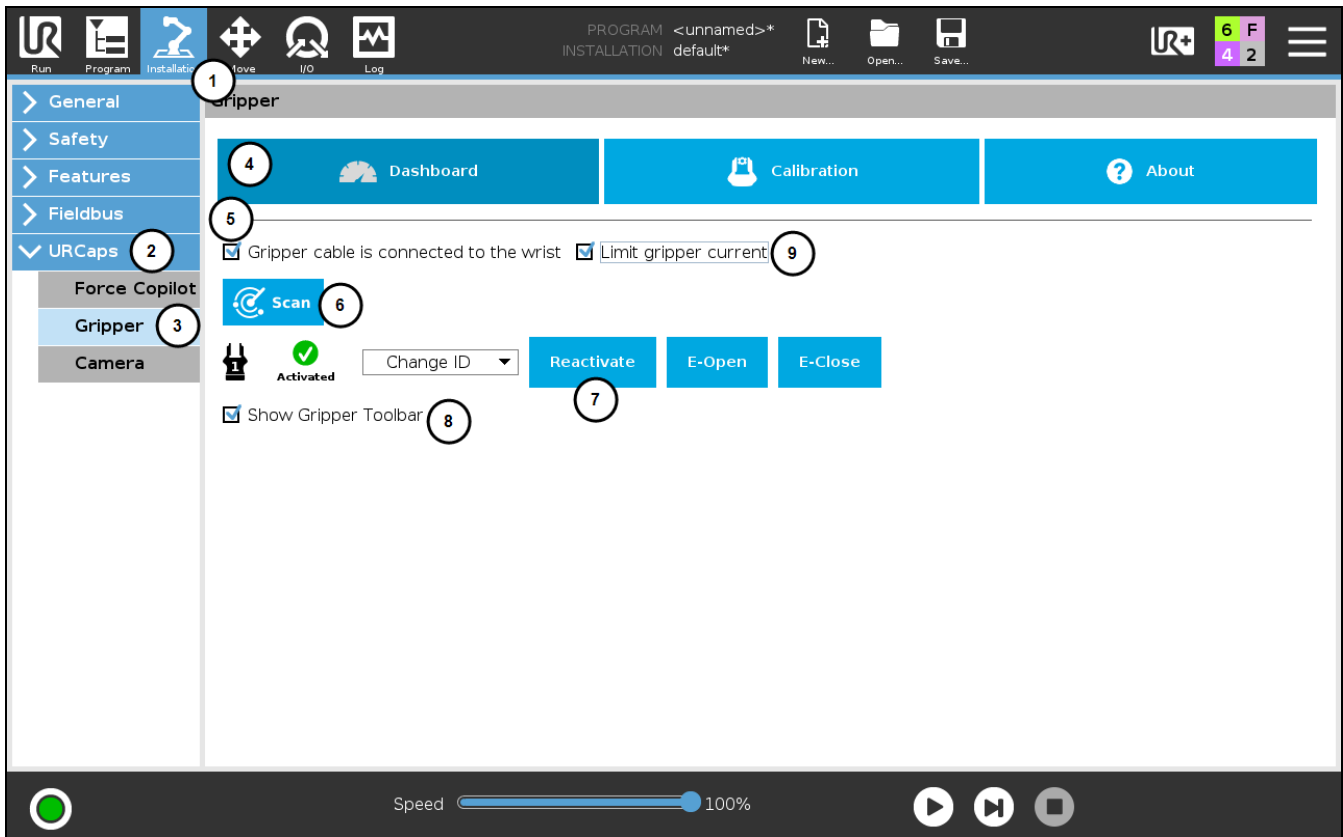 PROGRAM <unnamed>*
INSTALLATION default*
Run Program Installatio Move I/O Log New... Open... Save...
UR+ 6 F
4 2
1
General
Gripper
Safety
4 Dashboard Calibration ? About
Features
Fieldbus
5
URCaps 2
Gripper cable is connected to the wrist Limit gripper current 9
Force Copilot
Scan 6
Gripper 3
1 Activated Change ID Reactivate E-Open E-Close
Camera
7
Show Gripper Toolbar 8
Speed 100%